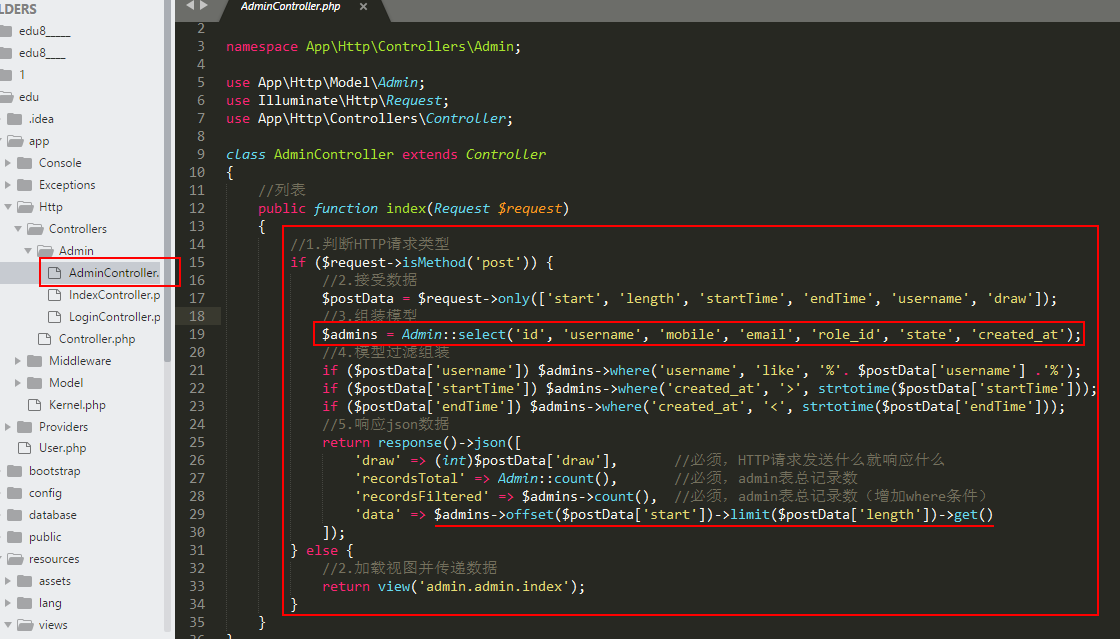 LDERS
edu8_____
edu8____
1
edu
.idea
app
Console
Exceptions
Http
Controllers
Admin
AdminController.
IndexController.p
LoginController.p
Controller.php
Middleware
Model
Kernel.php
Providers
User.php
bootstrap
config
database
public
resources
assets
lang
views
AdminController.php ×
2
3 namespace App\Http\Controllers\Admin;
4
5 use App\Http\Model\Admin;
6 use Illuminate\Http\Request;
7 use App\Http\Controllers\Controller;
8
9 class AdminController extends Controller
10 {
11 //列表
12 public function index(Request $request)
13 {
14 //1.判断HTTP请求类型
15 if ($request->isMethod('post')) {
16 //2.接受数据
17 $postData = $request->only(['start', 'length', 'startTime', 'endTime', 'username', 'draw']);
18 //3.组装模型
19 $admins = Admin::select('id', 'username', 'mobile', 'email', 'role_id', 'state', 'created_at');
20 //4.模型过滤组装
21 if ($postData['username']) $admins->where('username', 'like', '%'. $postData['username'] .'%');
22 if ($postData['startTime']) $admins->where('created_at', '>', strtotime($postData['startTime']));
23 if ($postData['endTime']) $admins->where('created_at', '<', strtotime($postData['endTime']));
24 //5.响应json数据
25 return response()->json([
26 'draw' => (int)$postData['draw'], //必须，HTTP请求发送什么就响应什么
27 'recordsTotal' => Admin::count(), //必须，admin表总记录数
28 'recordsFiltered' => $admins->count(), //必须，admin表总记录数（增加where条件）
29 'data' => $admins->offset($postData['start'])->limit($postData['length'])->get()
30 ]);
31 } else {
32 //2.加载视图并传递数据
33 return view('admin.admin.index');
34 }
35 }
36 }